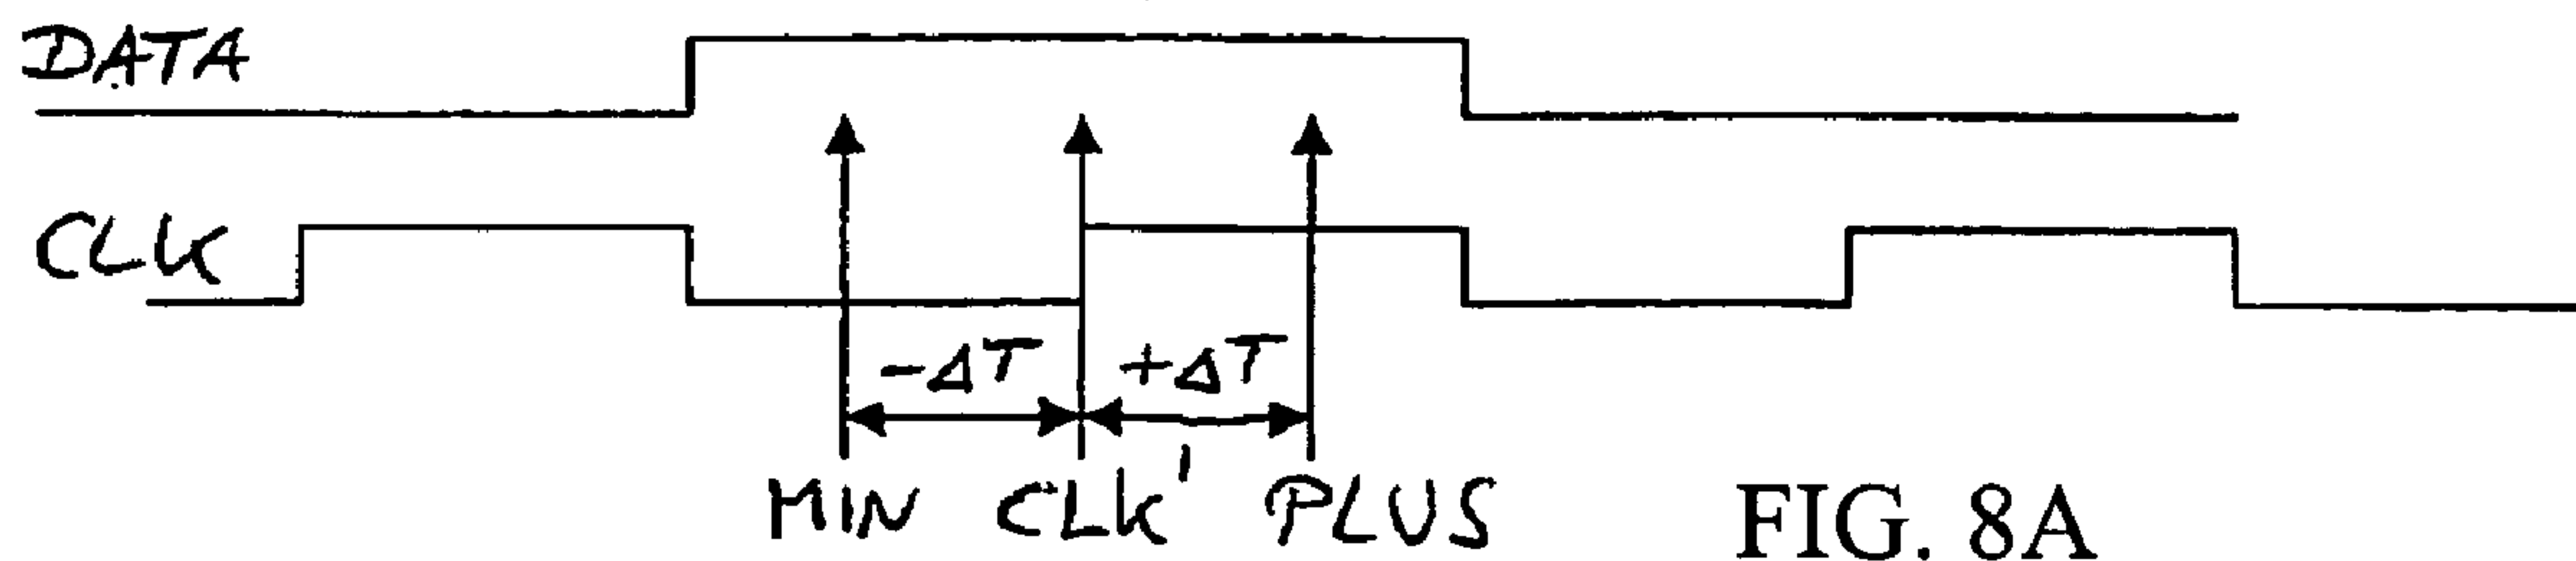 DATA
CLK
-ΔT +ΔT
MIN CLK' PLUS
FIG. 8A